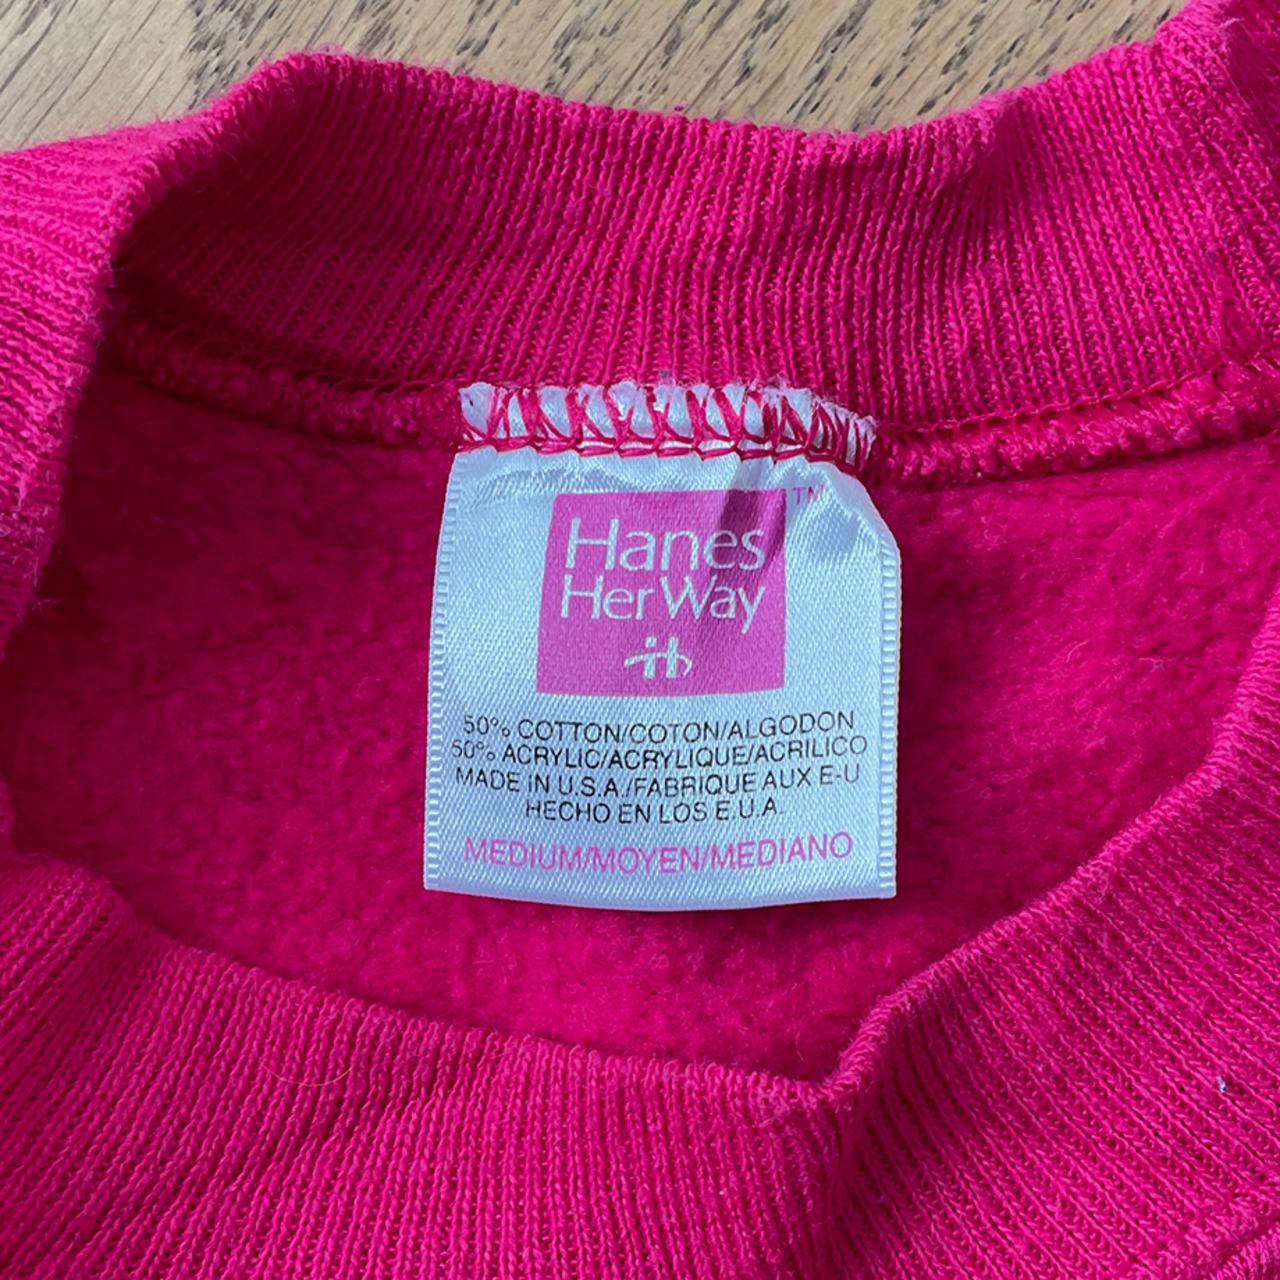 Hanes
Her Way
TM
50% COTTON/COTON/ALGODON
50% ACRYLIC/ACRYLIQUE/ACRILICO
MADE IN U.S.A./FABRIQUE AUX E-U
HECHO EN LOS E.U.A.
MEDIUM/MOYEN/MEDIANO